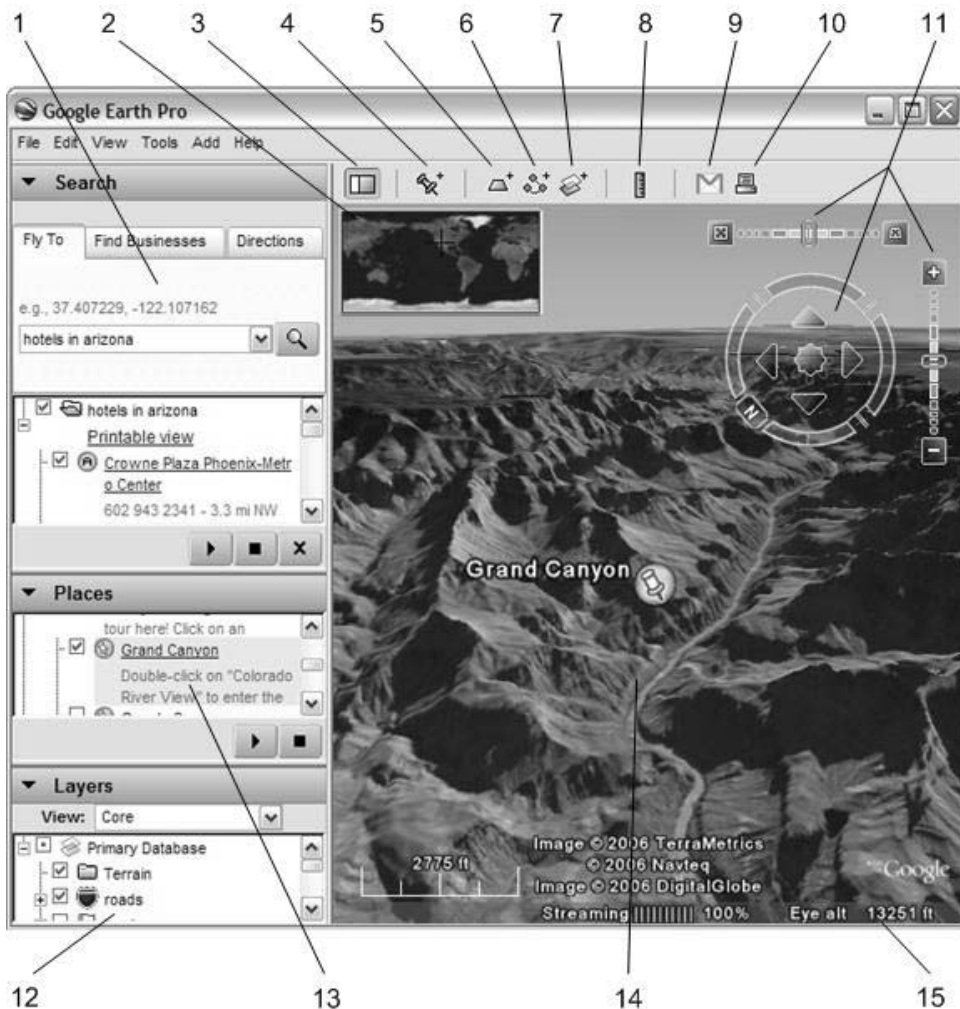 1 2 3 4 5 6 7 8 9 10 11
Google Earth Pro
File Edit View Tools Add Help
Search
Fly To Find Businesses Directions
e.g., 37.407229, -122.107162
hotels in arizona
hotels in arizona
Printable view
Crowne Plaza Phoenix-Metr
o Center
602 943 2341 - 3.3 mi NW
Places
tour here! Click on an
Grand Canyon
Double-click on "Colorado
River View" to enter the
Layers
View: Core
Primary Database
Terrain
roads
N
Grand Canyon
2775 ft
Image © 2006 TerraMetrics
© 2006 Navteq
Image © 2006 DigitalGlobe
Google
Streaming 100% Eye alt 13251 ft
12 13 14 15